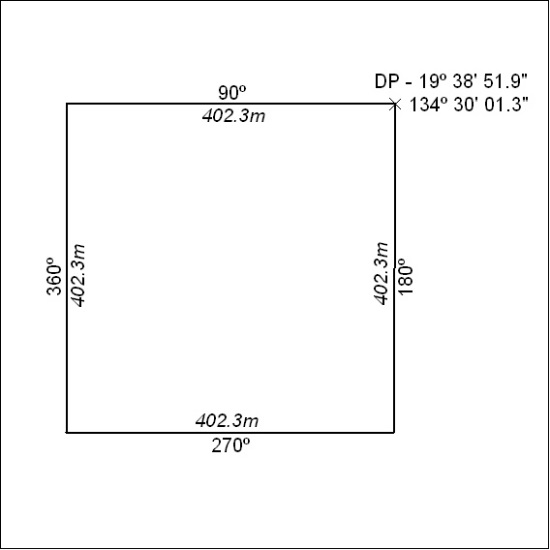 DP - 19º 38' 51.9"
134º 30' 01.3"
90º
402.3m
360º
402.3m
402.3m
180º
402.3m
270º